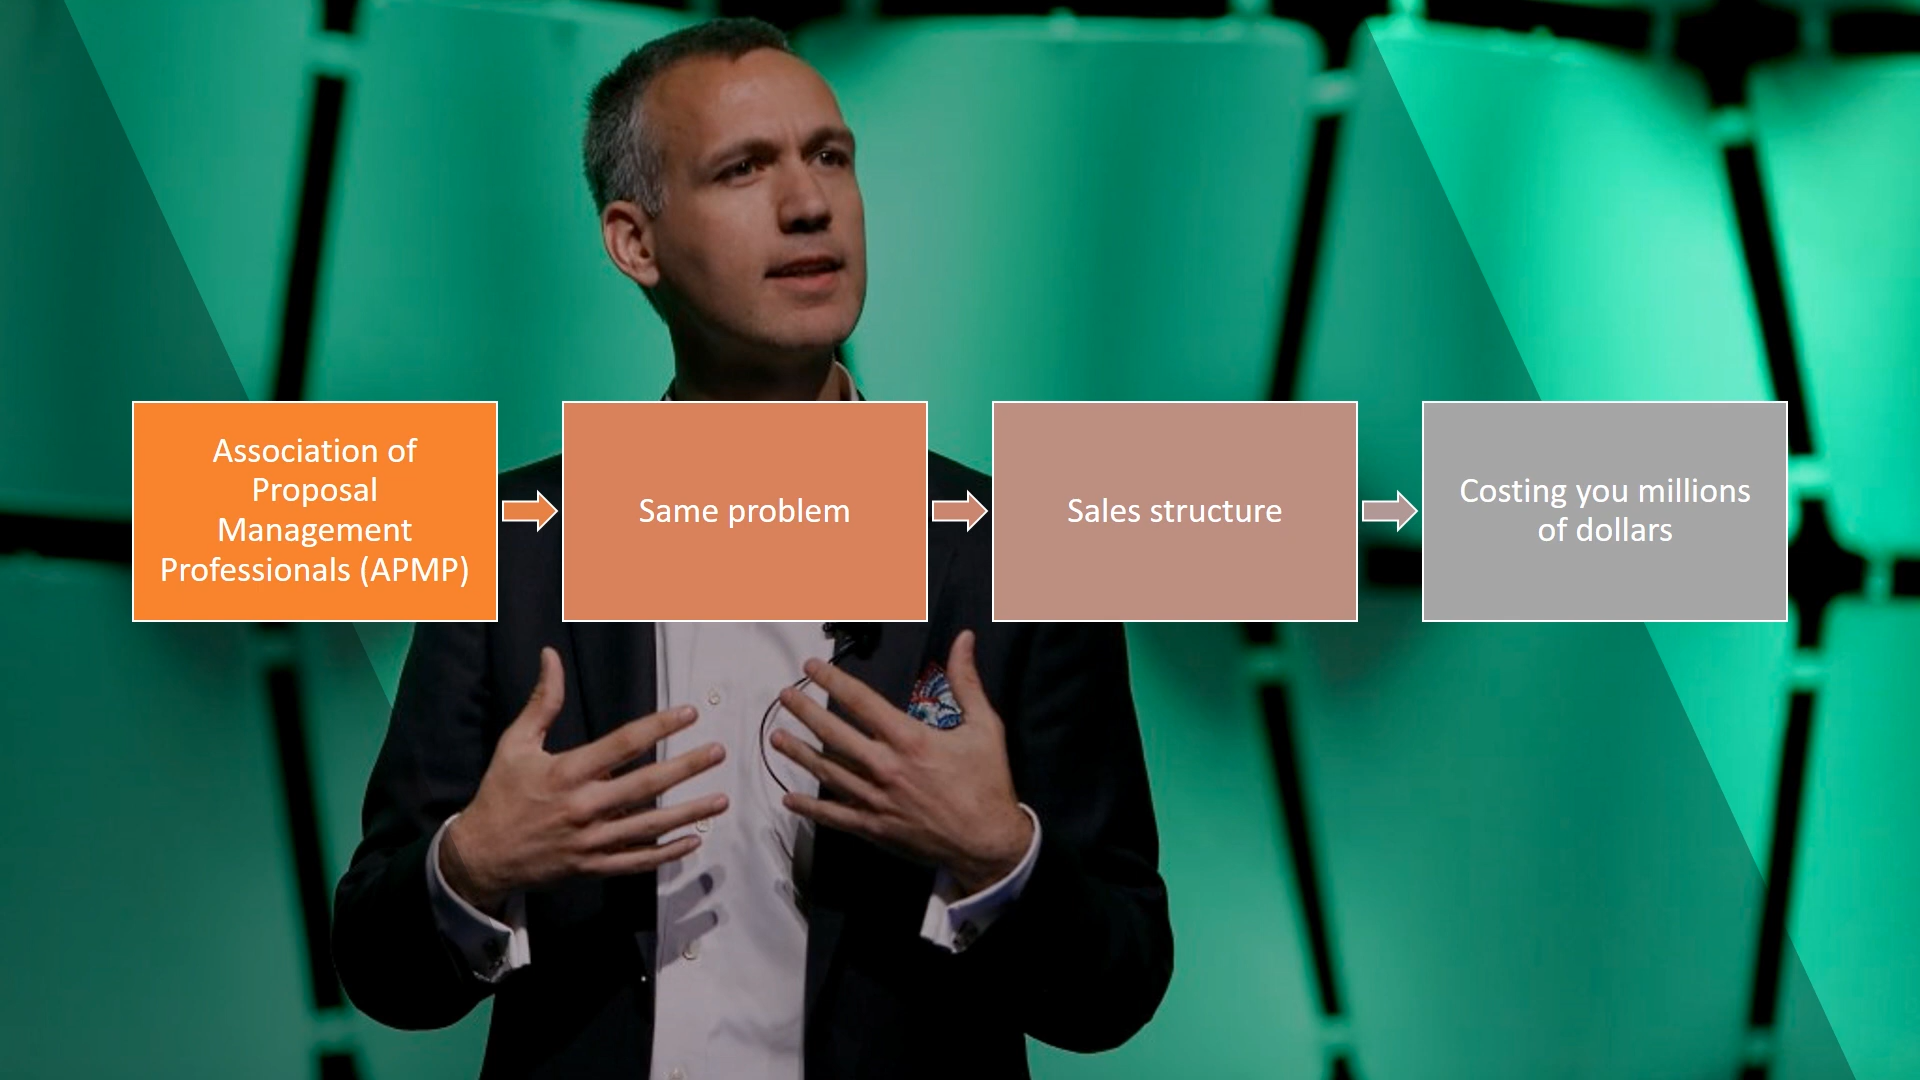 Association of
Proposal
Management
Professionals (APMP)
Same problem
Sales structure
Costing you millions
of dollars